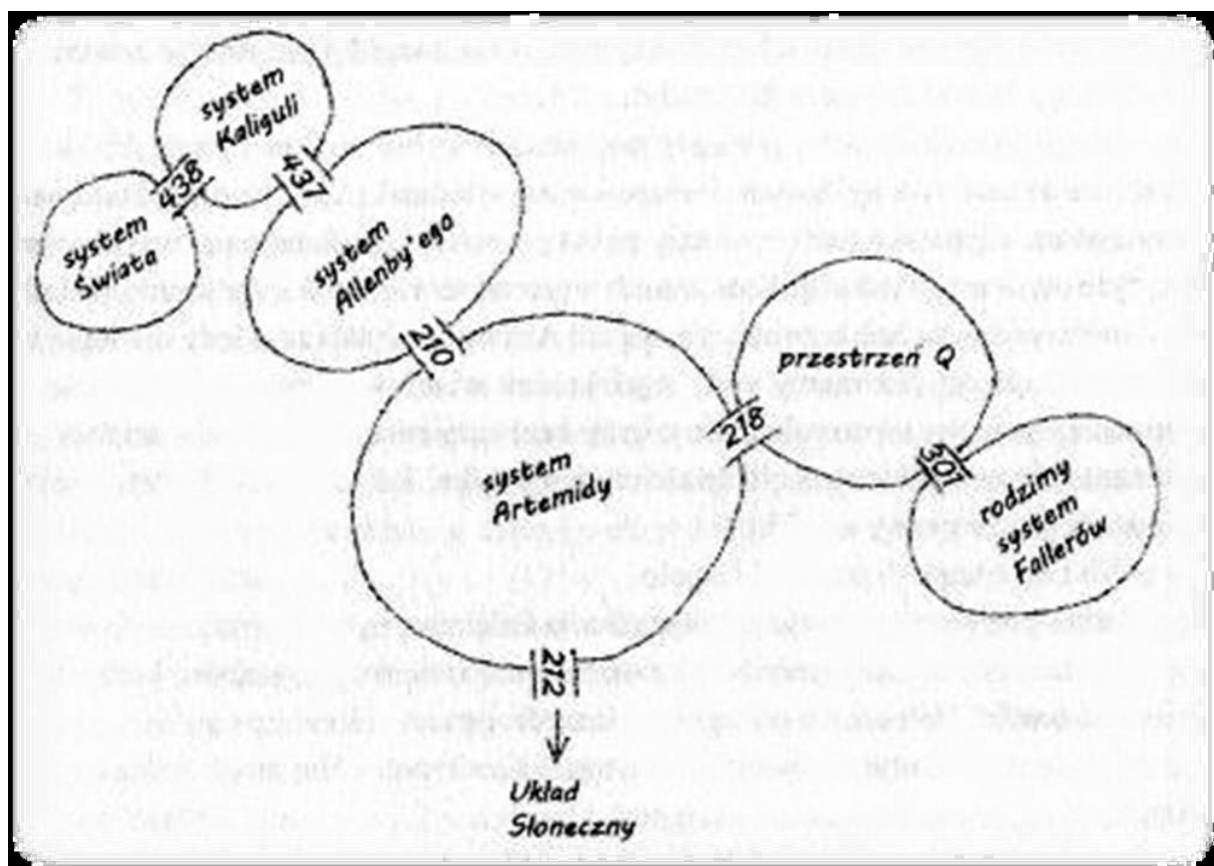 system
Kaliguli
438
437
system
Świata
system
Allenby'ego
210
przestrzeń Q
218
301
system
Artemidy
rodzimy
system
Fallerów
272
Układ
Słoneczny